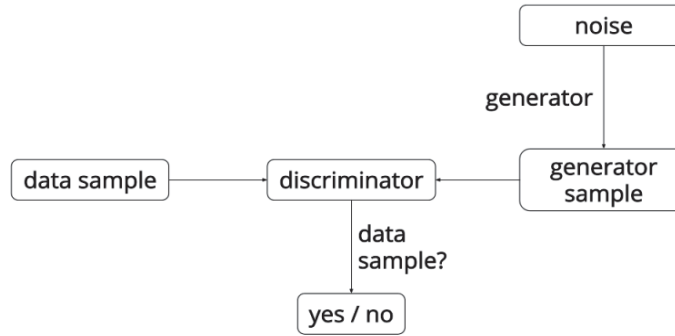 noise
generator
data sample
discriminator
generator
sample
data
sample?
yes / no